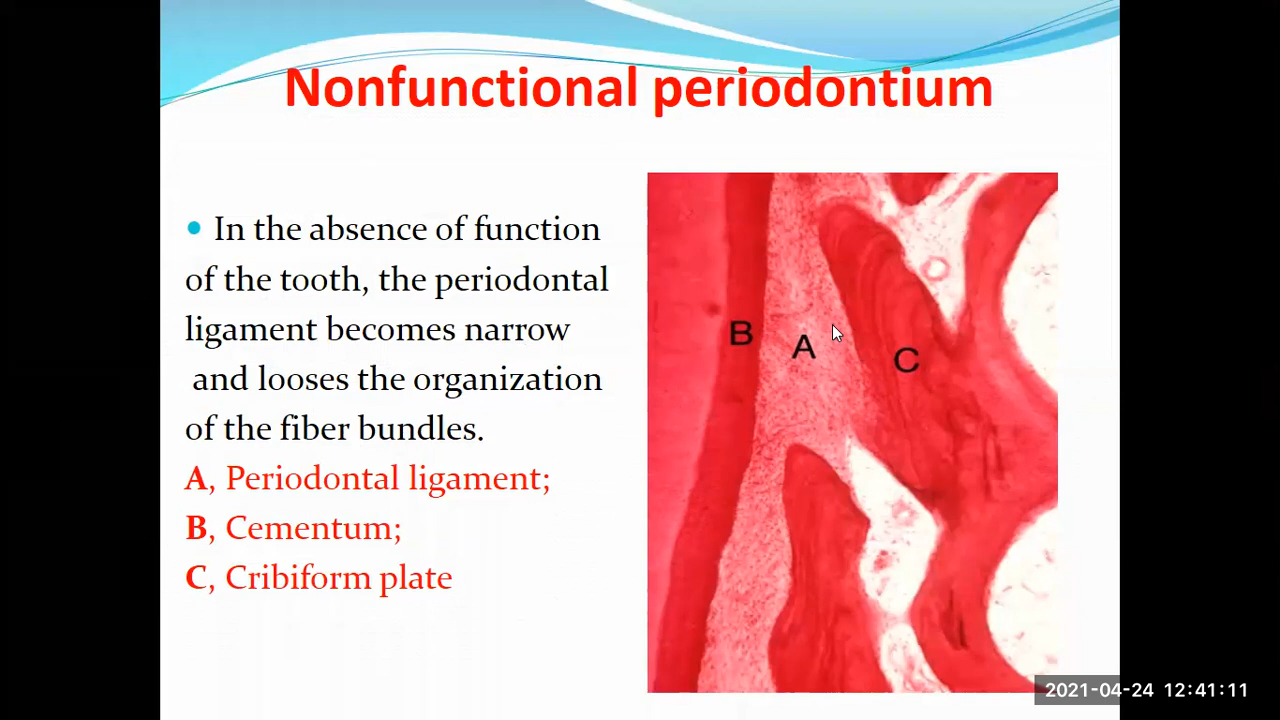 Nonfunctional periodontium
• In the absence of function
of the tooth, the periodontal
ligament becomes narrow
and looses the organization
of the fiber bundles.
A, Periodontal ligament;
B, Cementum;
C, Cribiform plate
B
A
C
2021-04-24 12:41:11